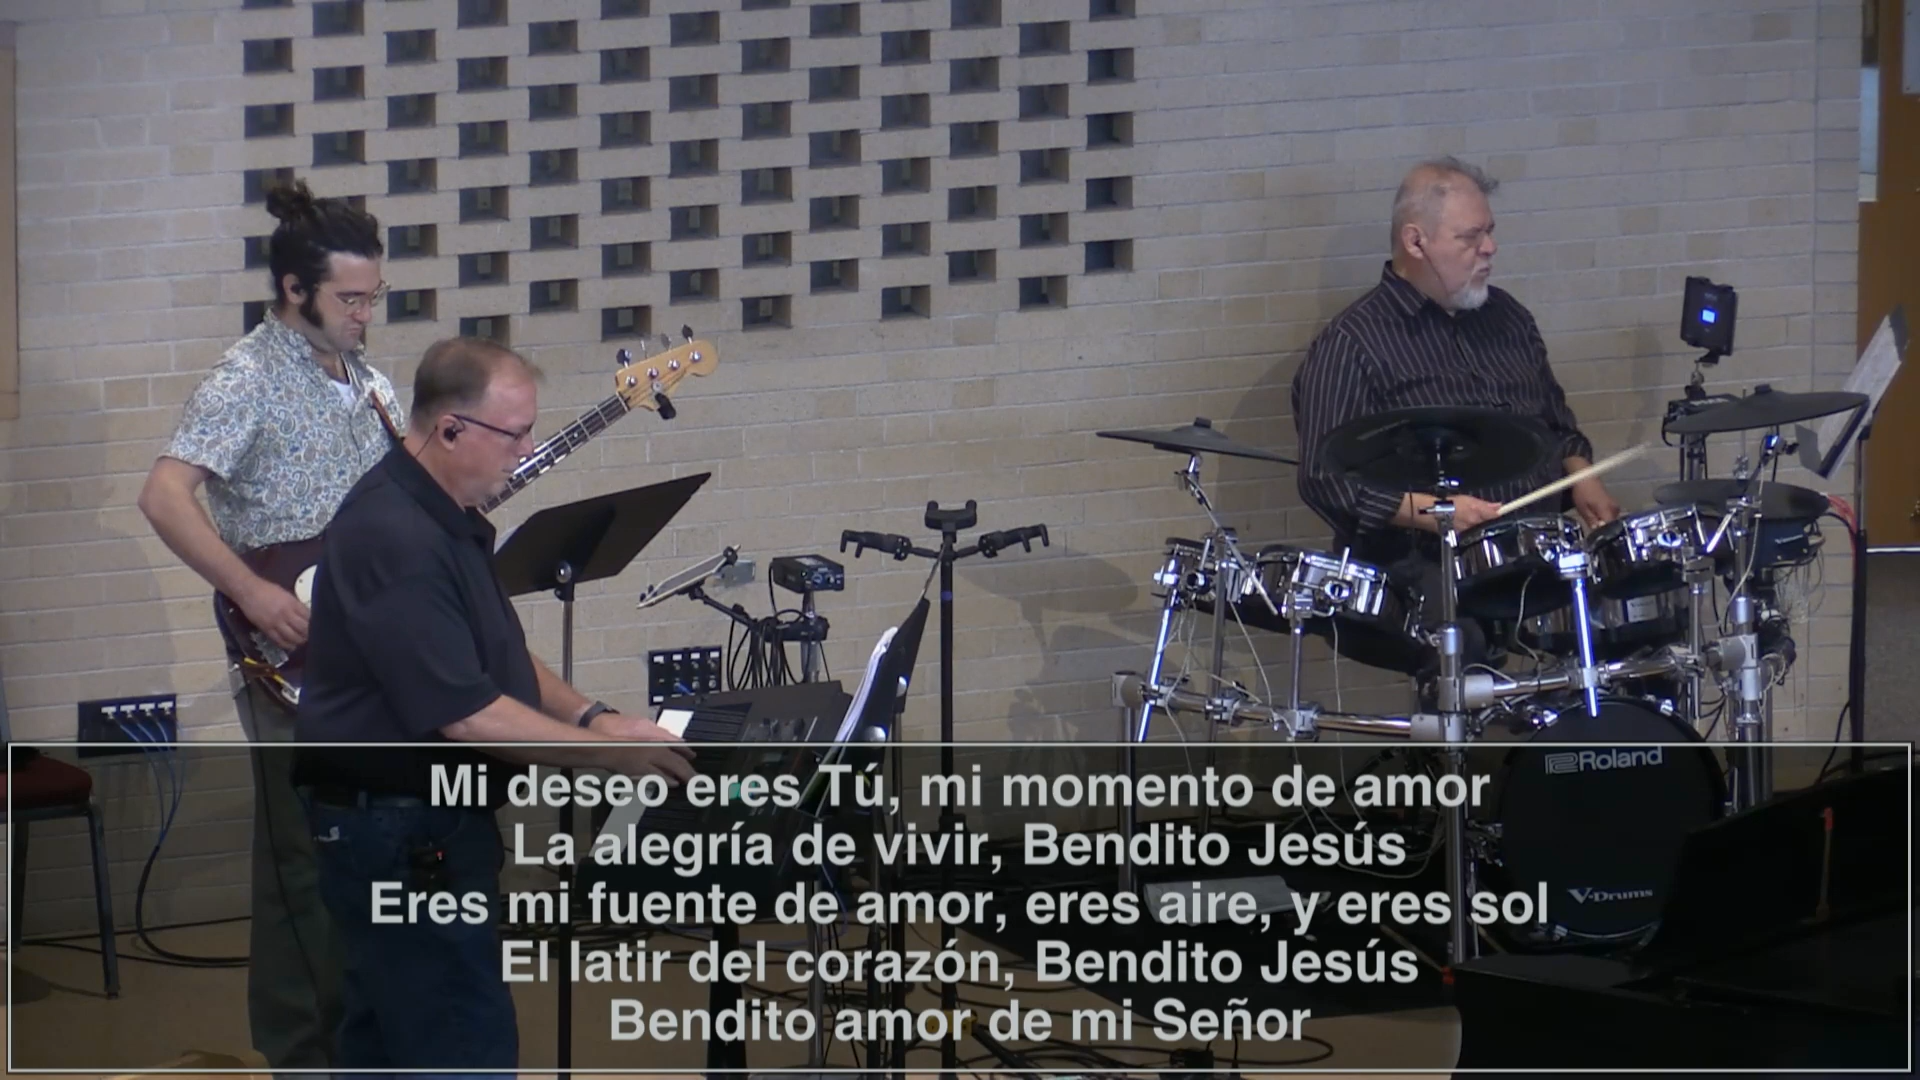 Roland
Mi deseo eres Tú, mi momento de amor
La alegría de vivir, Bendito Jesús
Eres mi fuente de amor, eres aire, y eres sol
V-Drums
El latir del corazón, Bendito Jesús
Bendito amor de mi Señor